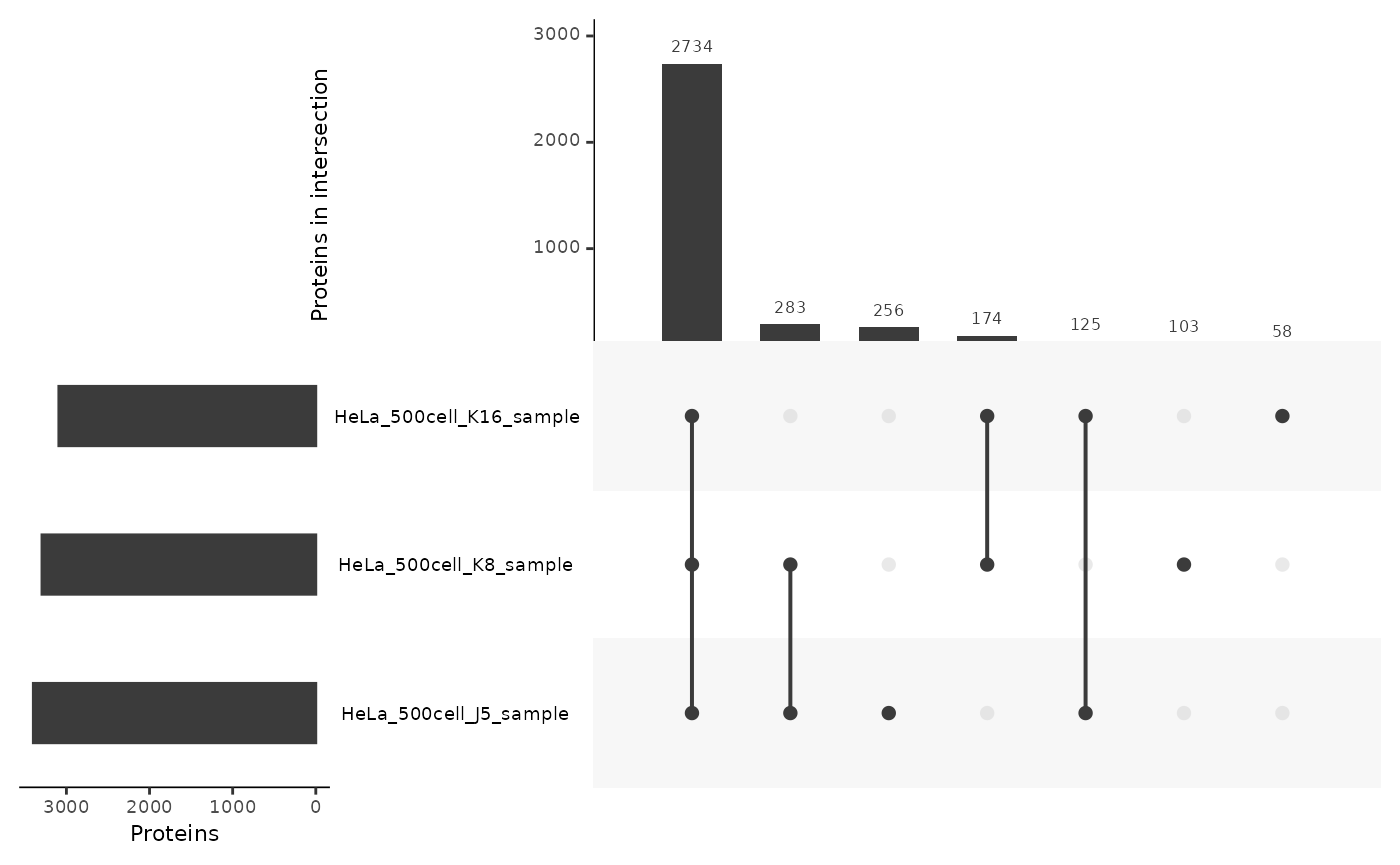 3000
2000
1000
Proteins in intersection
2734
283
256
174
125
103
58
HeLa_500cell_K16_sample
HeLa_500cell_K8_sample
HeLa_500cell_J5_sample
3000 2000 1000 0
Proteins